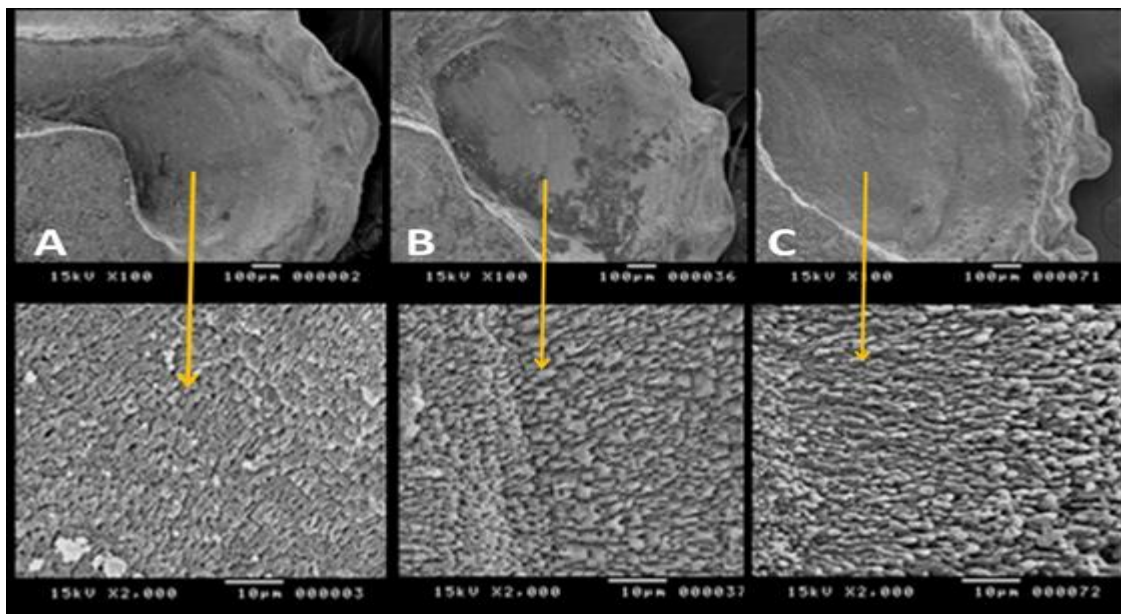 A
B
C
15kV X100 100µm 000002
15kV X100 100µm 000036
15kV 100µm 000071
15kV X2,000 10µm 000003
15kV X2,000 10µm 000037
15kV X2,000 10µm 000072